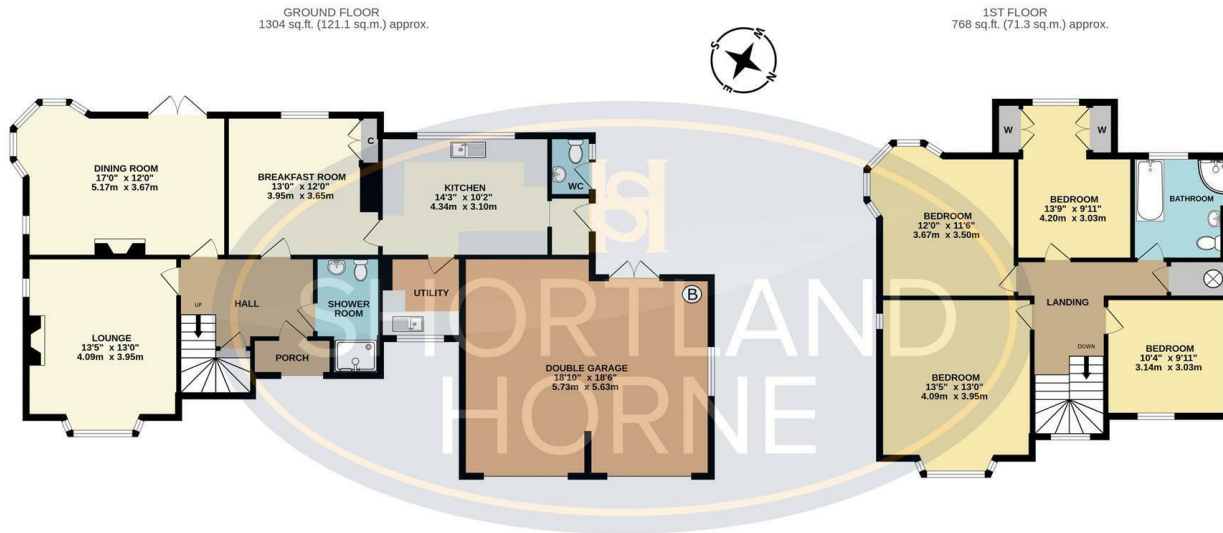 GROUND FLOOR
1304 sq.ft. (121.1 sq.m.) approx.
1ST FLOOR
768 sq.ft. (71.3 sq.m.) approx.
S
W
E
N
DINING ROOM
17'0" x 12'0"
5.17m x 3.67m
BREAKFAST ROOM
13'0" x 12'0"
3.95m x 3.65m
C
KITCHEN
14'3" x 10'2"
4.34m x 3.10m
WC
LOUNGE
13'5" x 13'0"
4.09m x 3.95m
UP
HALL
PORCH
SHOWER
ROOM
UTILITY
B
DOUBLE GARAGE
18'10" x 18'6"
5.73m x 5.63m
W
W
BEDROOM
12'0" x 11'6"
3.67m x 3.50m
BEDROOM
13'9" x 9'11"
4.20m x 3.03m
BATHROOM
LANDING
DOWN
BEDROOM
13'5" x 13'0"
4.09m x 3.95m
BEDROOM
10'4" x 9'11"
3.14m x 3.03m
SH
SHORTLAND
HORNE